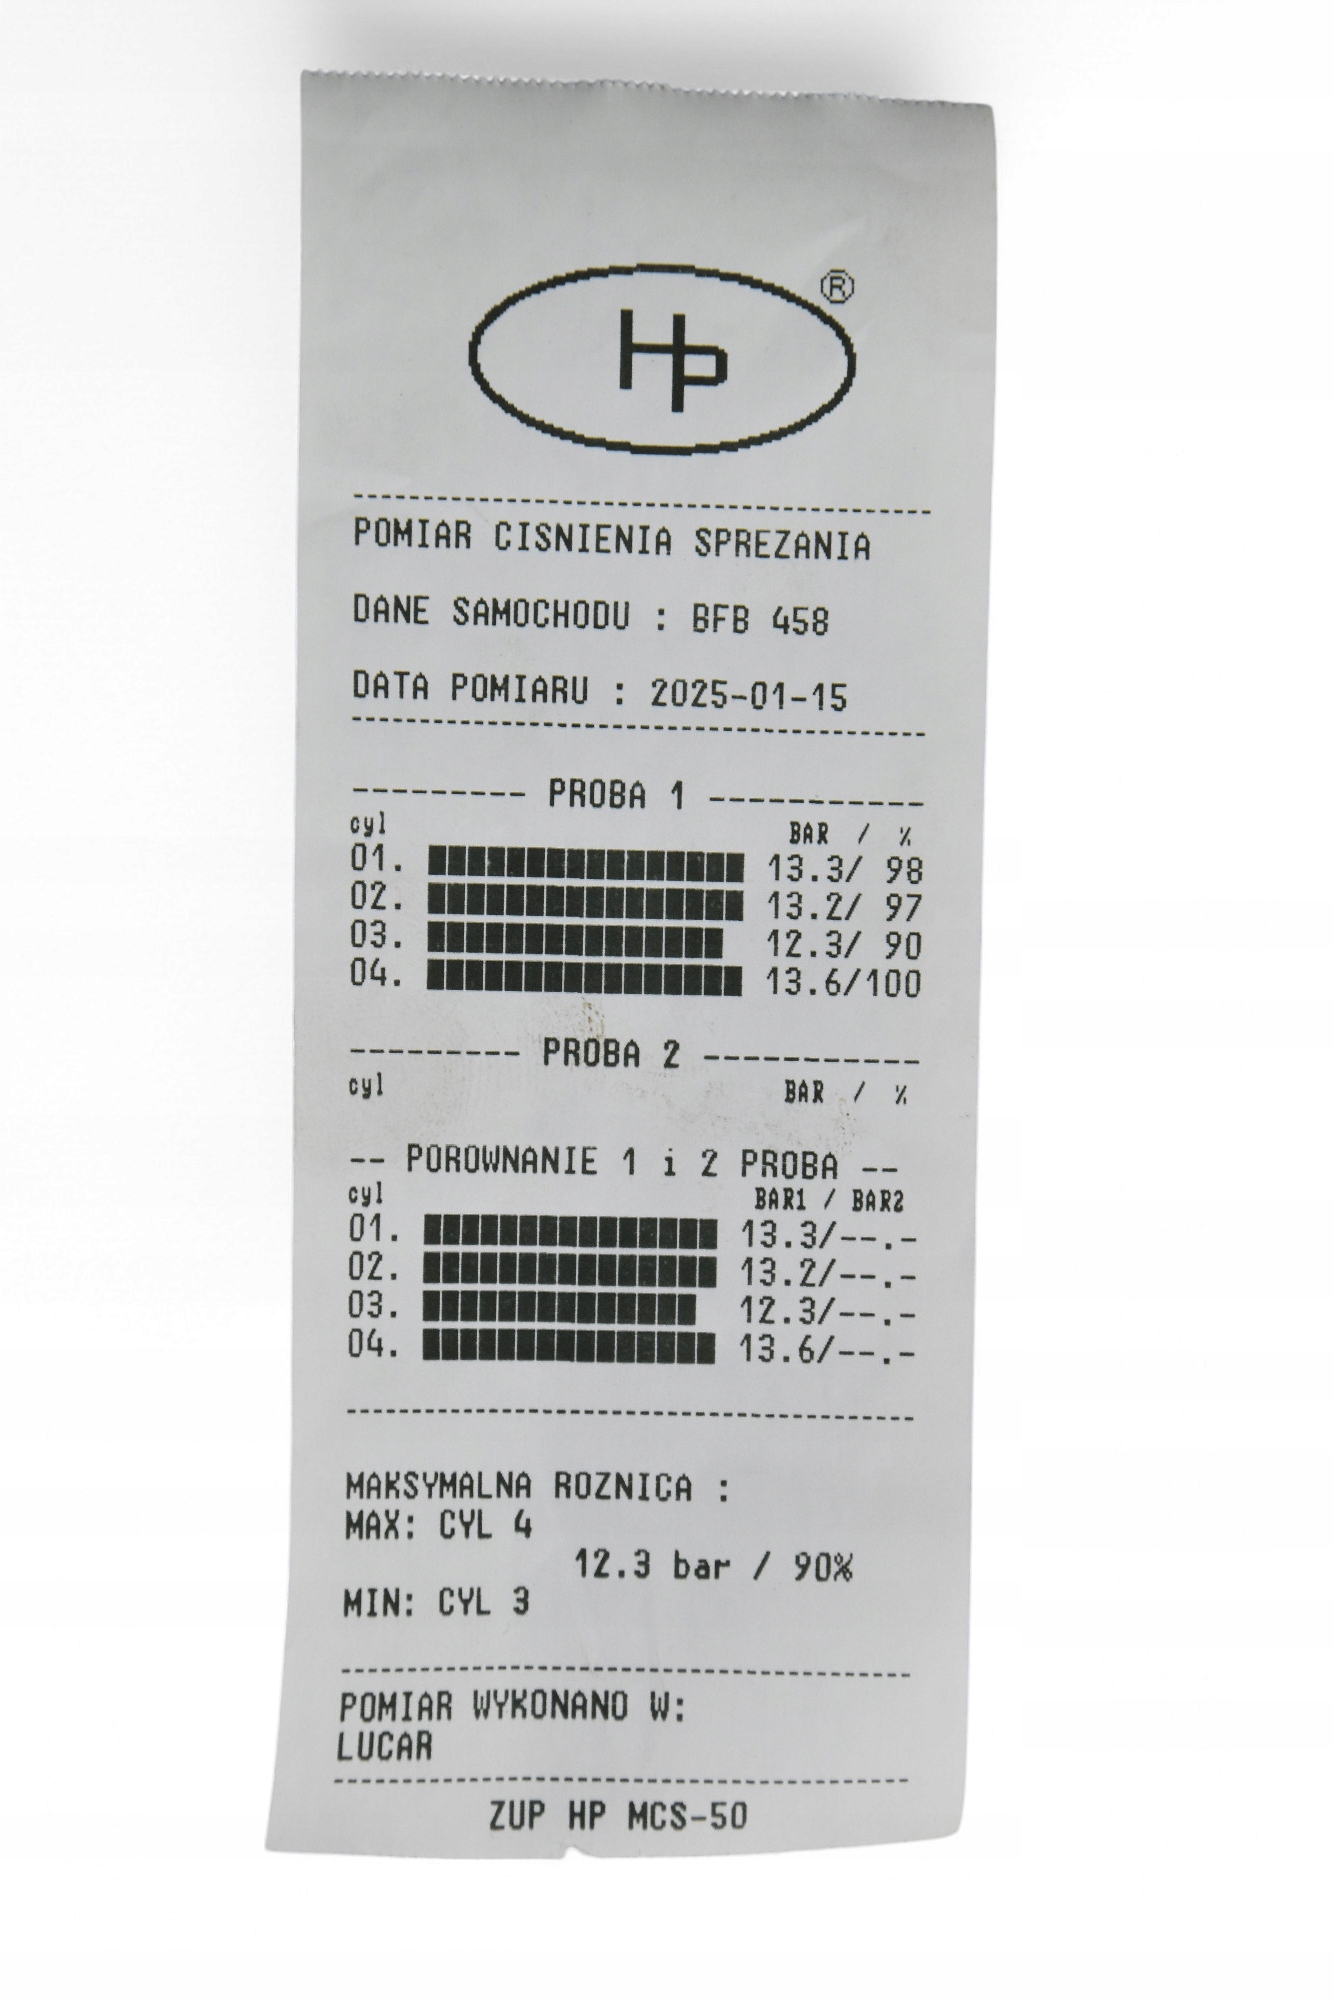 Hp ®
POMIAR CISNIENIA SPREZANIA
DANE SAMOCHODU : BFB 458
DATA POMIARU : 2025-01-15
--------- PROBA 1 -----------
cyl BAR / %
01. 13.3/ 98
02. 13.2/ 97
03. 12.3/ 90
04. 13.6/100
--------- PROBA 2 -----------
cyl BAR / %
-- POROWNANIE 1 i 2 PROBA --
cyl BAR1 / BAR2
01. 13.3/--.-
02. 13.2/--.-
03. 12.3/--.-
04. 13.6/--.-
MAKSYMALNA ROZNICA :
MAX: CYL 4
12.3 bar / 90%
MIN: CYL 3
POMIAR WYKONANO W:
LUCAR
ZUP HP MCS-50